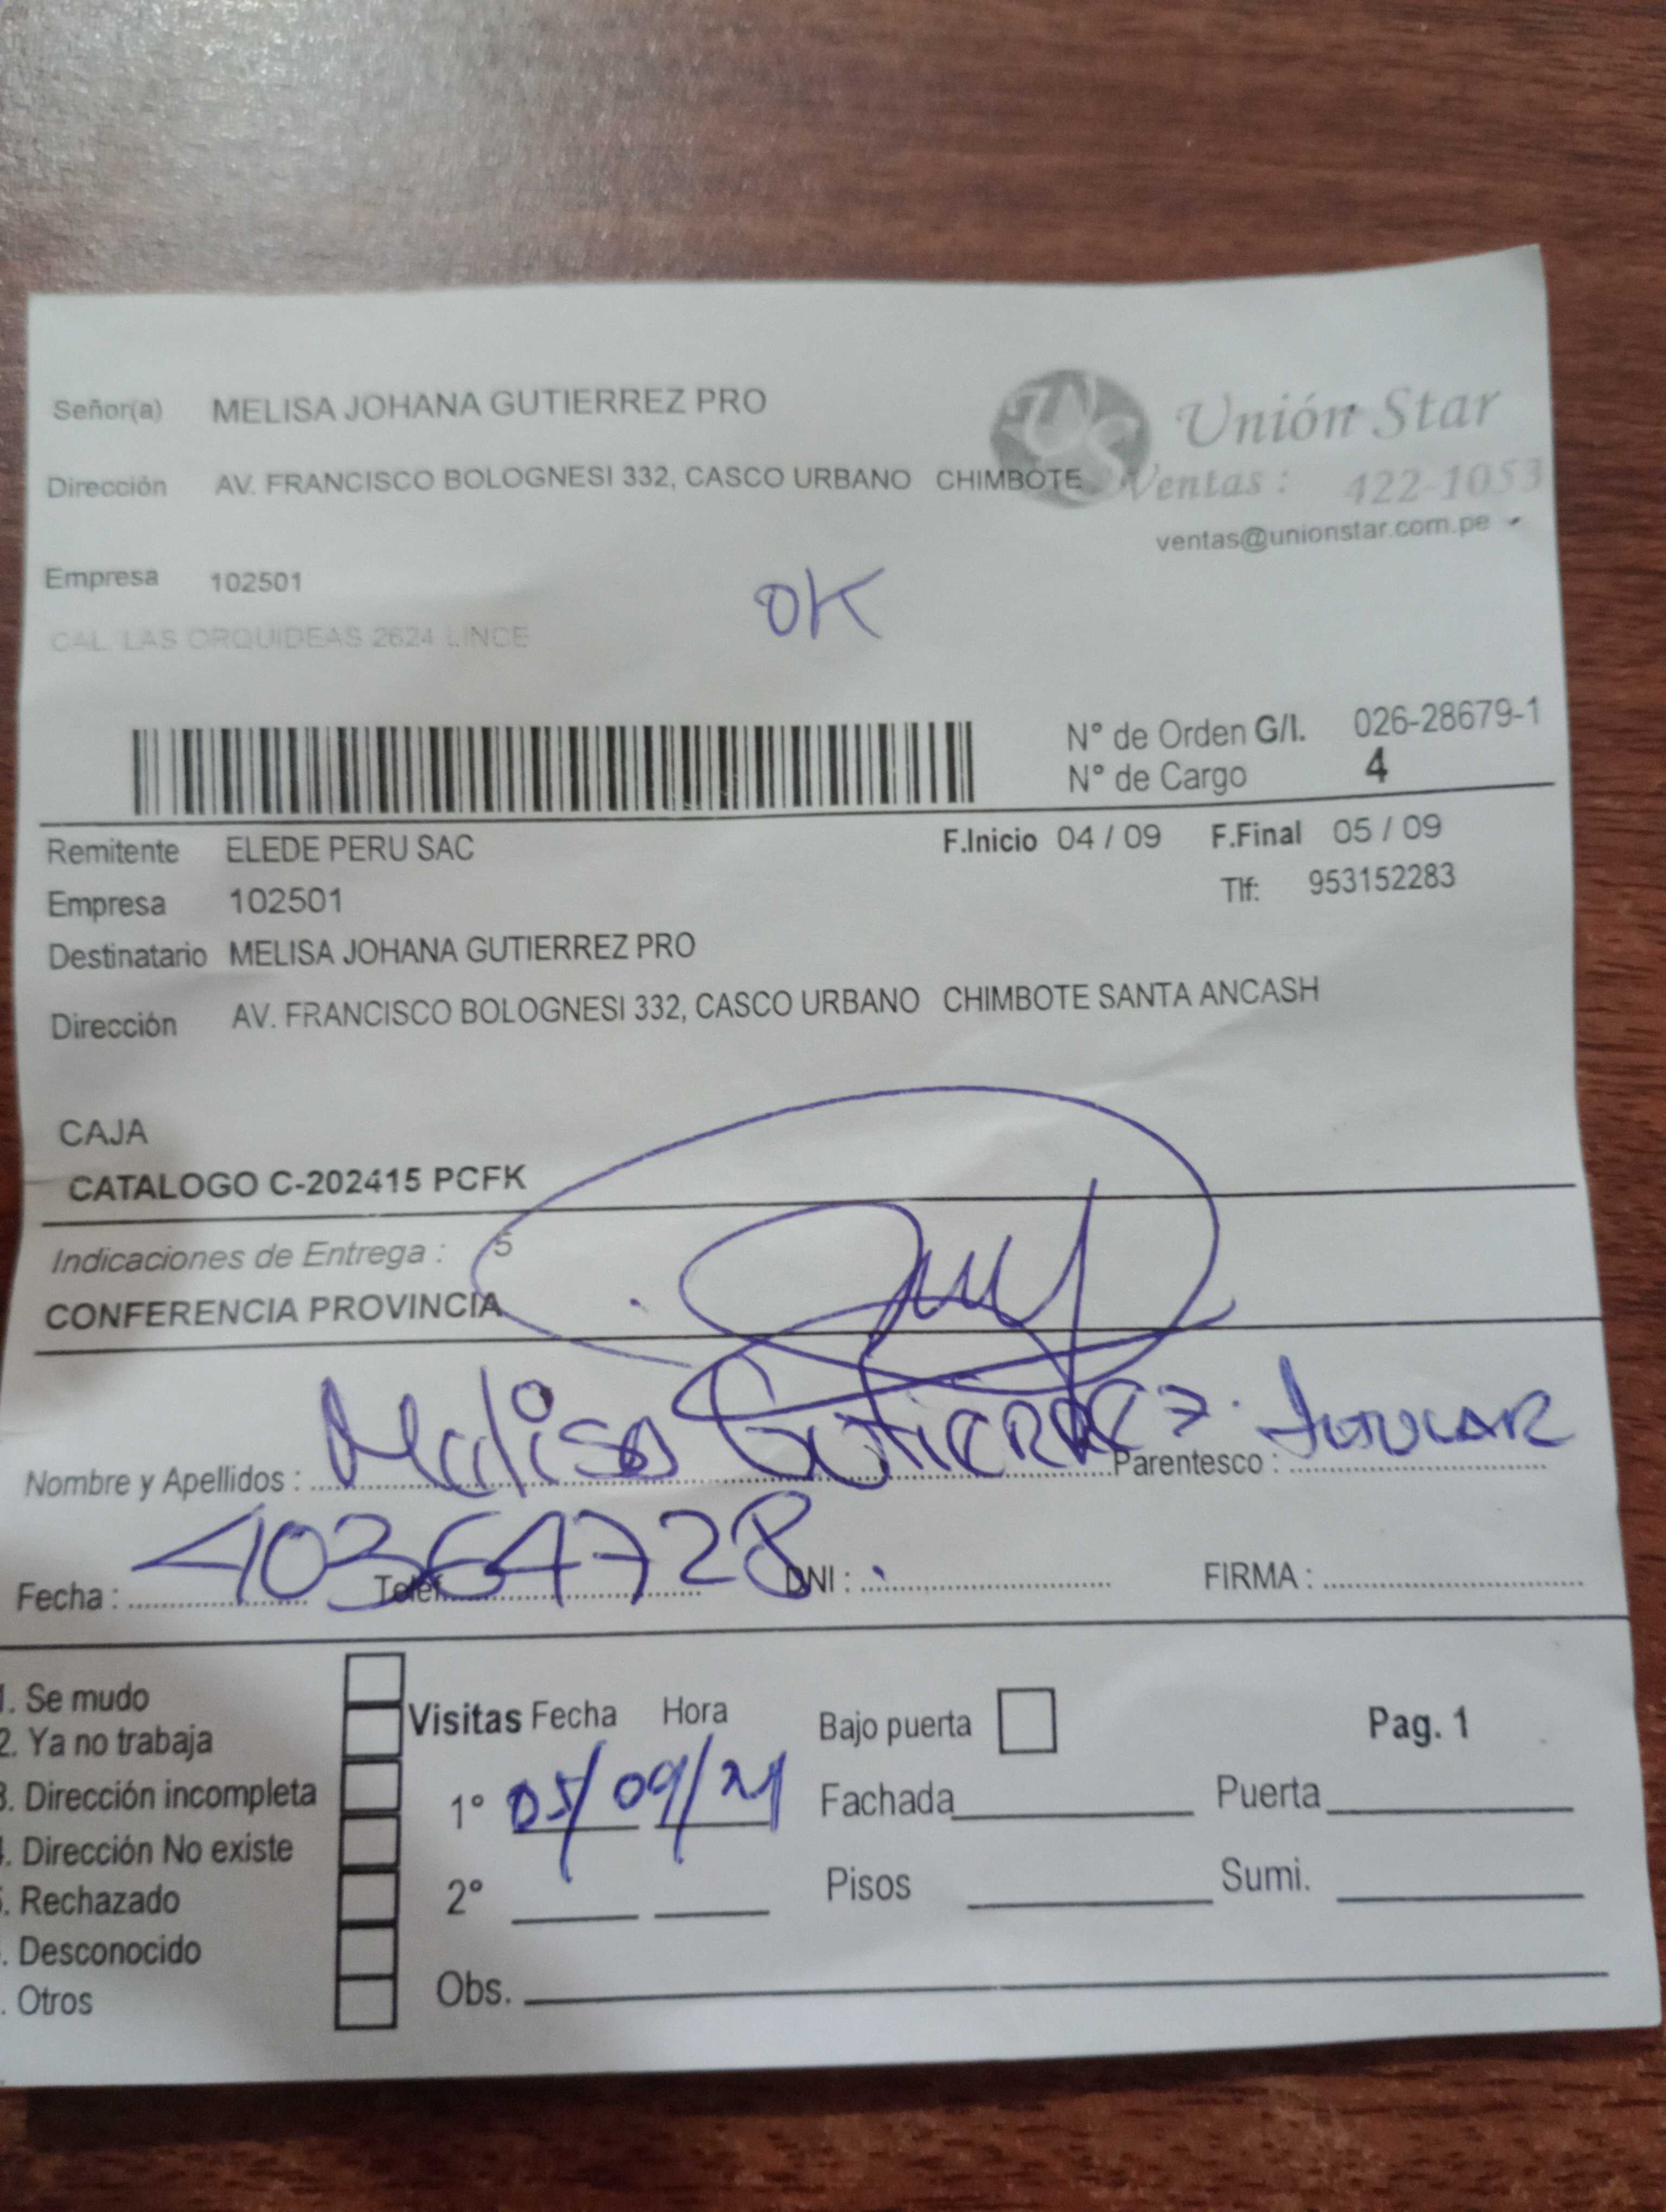 Señor(a) MELISA JOHANA GUTIERREZ PRO
Unión Star
Dirección AV. FRANCISCO BOLOGNESI 332, CASCO URBANO CHIMBOTE
Ventas : 422-1053
ventas@unionstar.com.pe
Empresa 102501
OK
CAL. LAS ORQUIDEAS 2624 LINCE
N° de Orden G/I. 026-28679-1
N° de Cargo 4
Remitente ELEDE PERU SAC F.Inicio 04 / 09 F.Final 05 / 09
Empresa 102501 Tlf: 953152283
Destinatario MELISA JOHANA GUTIERREZ PRO
Dirección AV. FRANCISCO BOLOGNESI 332, CASCO URBANO CHIMBOTE SANTA ANCASH
CAJA
CATALOGO C-202415 PCFK
Indicaciones de Entrega : 5
CONFERENCIA PROVINCIA
Nombre y Apellidos : Melisa GUTIERREZ. Parentesco : TITULAR
40364728
Fecha : Telef. DNI : FIRMA :
1. Se mudo
2. Ya no trabaja
3. Dirección incompleta
Dirección No existe
Rechazado
Desconocido
Otros
Visitas Fecha Hora
1° 05/09/24
2°
Obs.
Bajo puerta Pag. 1
Fachada Puerta
Pisos Sumi.